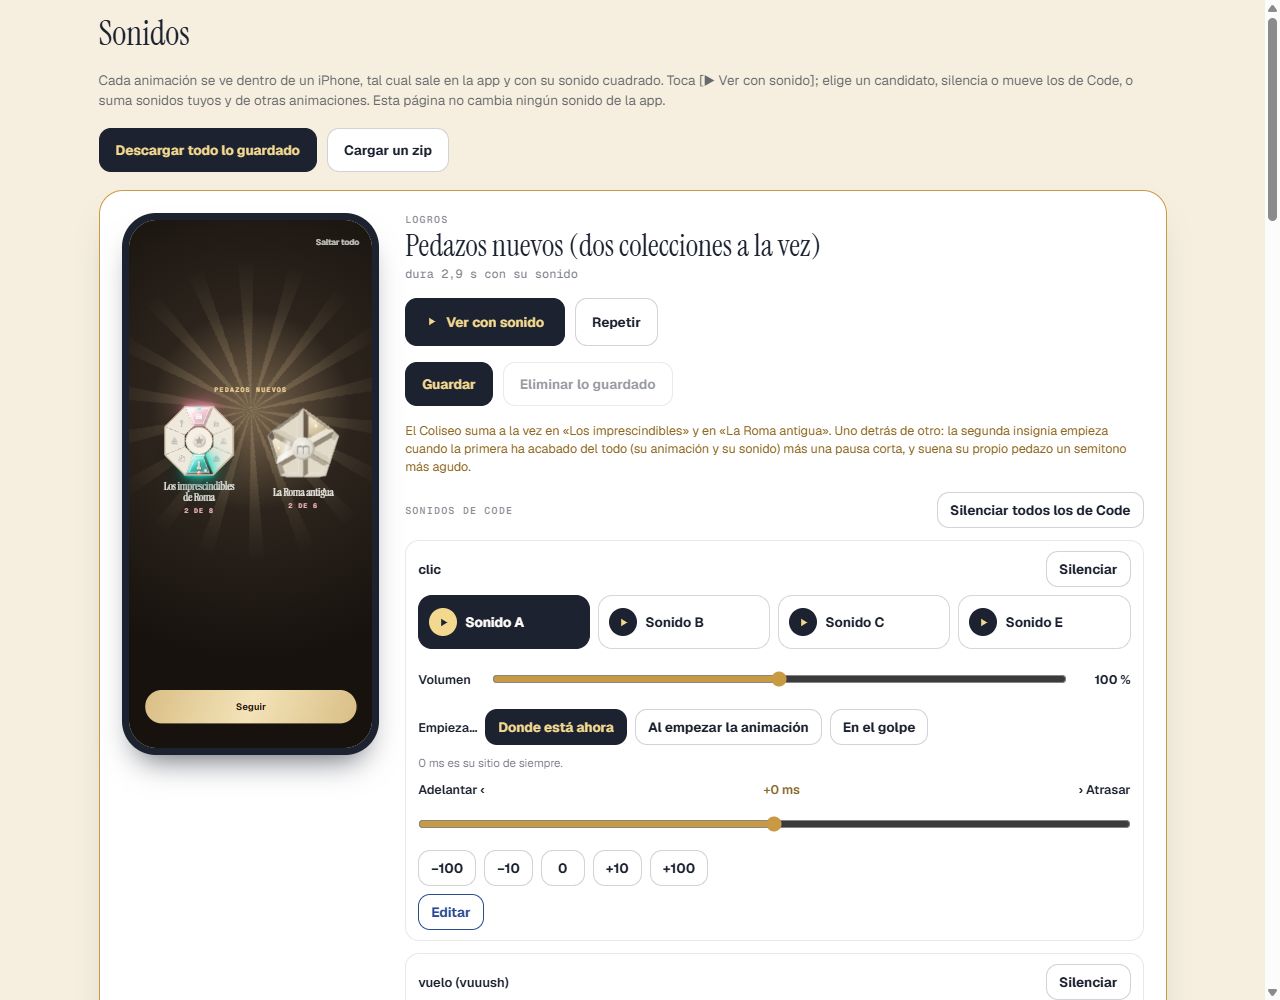 Sonidos
Cada animación se ve dentro de un iPhone, tal cual sale en la app y con su sonido cuadrado. Toca [▶ Ver con sonido]; elige un candidato, silencia o mueve los de Code, o
suma sonidos tuyos y de otras animaciones. Esta página no cambia ningún sonido de la app.
Descargar todo lo guardado
Cargar un zip
Saltar todo
PEDAZOS NUEVOS
Los imprescindibles
de Roma
2 DE 8
La Roma antigua
2 DE 6
Seguir
LOGROS
Pedazos nuevos (dos colecciones a la vez)
dura 2,9 s con su sonido
Ver con sonido
Repetir
Guardar
Eliminar lo guardado
El Coliseo suma a la vez en «Los imprescindibles» y en «La Roma antigua». Uno detrás de otro: la segunda insignia empieza
cuando la primera ha acabado del todo (su animación y su sonido) más una pausa corta, y suena su propio pedazo un semitono
más agudo.
SONIDOS DE CODE
Silenciar todos los de Code
clic
Silenciar
Sonido A
Sonido B
Sonido C
Sonido E
Volumen
100 %
Empieza…
Donde está ahora
Al empezar la animación
En el golpe
0 ms es su sitio de siempre.
Adelantar ‹
+0 ms
› Atrasar
−100
−10
0
+10
+100
Editar
vuelo (vuuush)
Silenciar